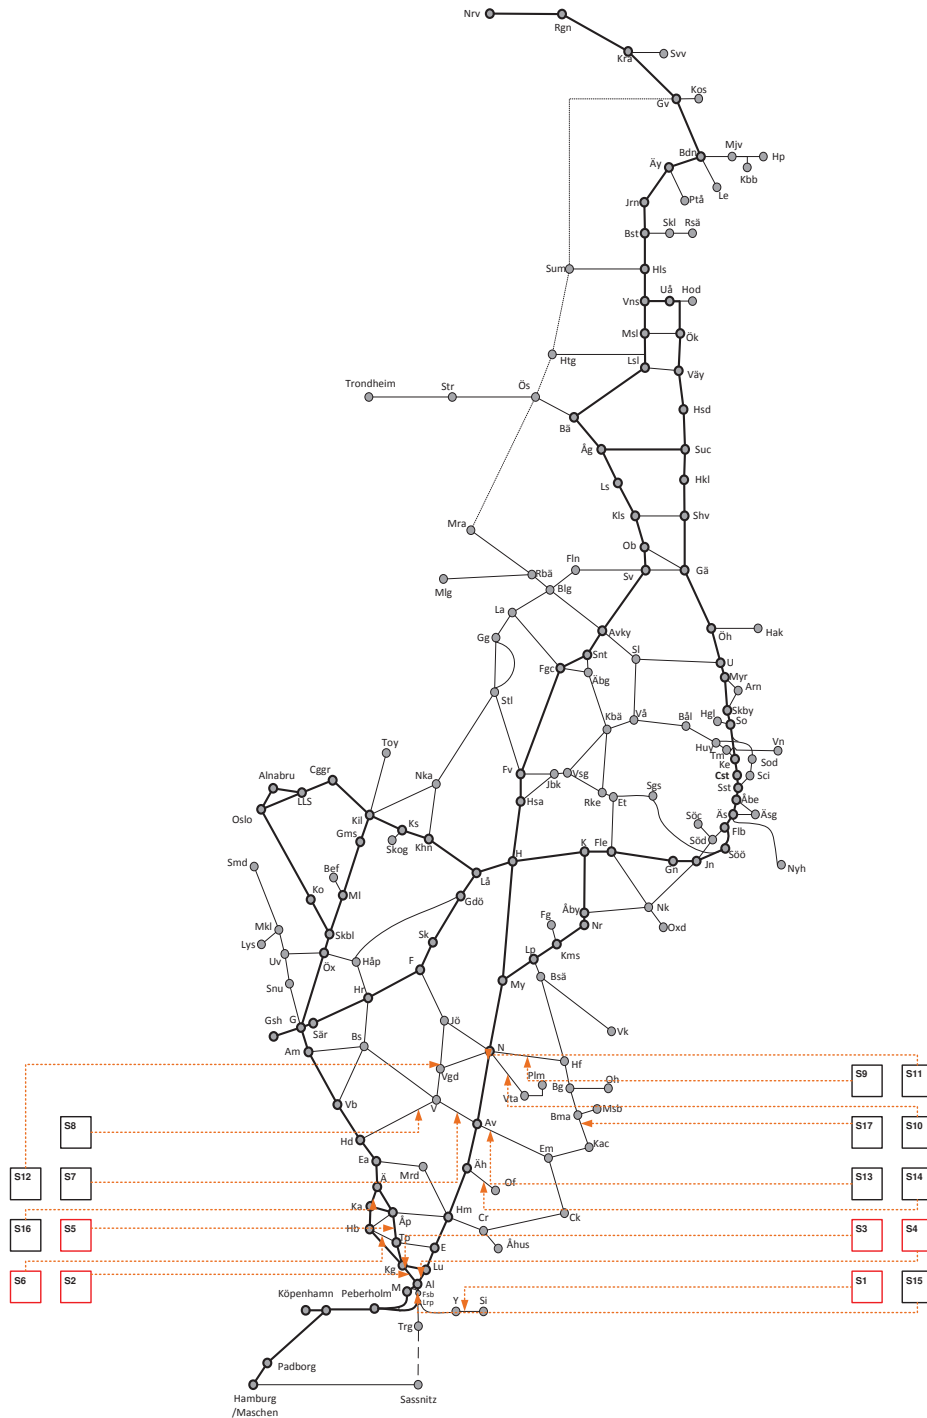 Nrv
Rgn
Kra
Svv
Kos
Gv
Bdn
Mjv
Hp
Kbb
Le
Äy
Ptå
Jrn
Bst
Skl
Rsä
Sum
Hls
Uå
Hod
Vns
Msl
Ök
Htg
Lsl
Väy
Trondheim
Str
Ös
Bä
Hsd
Åg
Suc
Ls
Hkl
Kls
Shv
Mra
Ob
Fln
Rbä
Sv
Gä
Mlg
Blg
La
Avky
Öh
Hak
Gg
Snt
Sl
U
Fgc
Äbg
Myr
Arn
Stl
Kbä
Vå
Bål
Hgl
Skby
So
Toy
Huv
Tm
Vn
Ke
Sod
Cggr
Nka
Fv
Jbk
Vsg
Cst
Sci
Alnabru
LLS
Rke
Et
Sgs
Sst
Oslo
Hsa
Åbe
Kil
Ks
Söc
Äs
Äsg
Gms
Skog
Khn
Söd
Flb
Smd
Bef
H
K
Fle
Söö
Lå
Gn
Jn
Nyh
Ko
Ml
Gdö
Åby
Nk
Mkl
Skbl
Fg
Nr
Oxd
Lys
Sk
Kms
Uv
Öx
Håp
F
Lp
Snu
Hr
My
Bsä
Gsh
G
Sär
Jö
Vk
Am
Bs
N
Hf
Vgd
Plm
Bg
Oh
S9
S11
Vb
V
Vta
Bma
Msb
S8
Hd
Av
Kac
S17
S10
Ea
Em
S12
S7
Mrd
Äh
Of
S13
S14
Ä
Ka
Åp
Hm
Cr
Ck
S16
S5
Hb
Tp
E
Åhus
S3
S4
S6
S2
Kg
Lu
S1
S15
M
Al
Fsb
Lrp
Köpenhamn
Peberholm
Y
Si
Trg
Padborg
Hamburg
/Maschen
Sassnitz